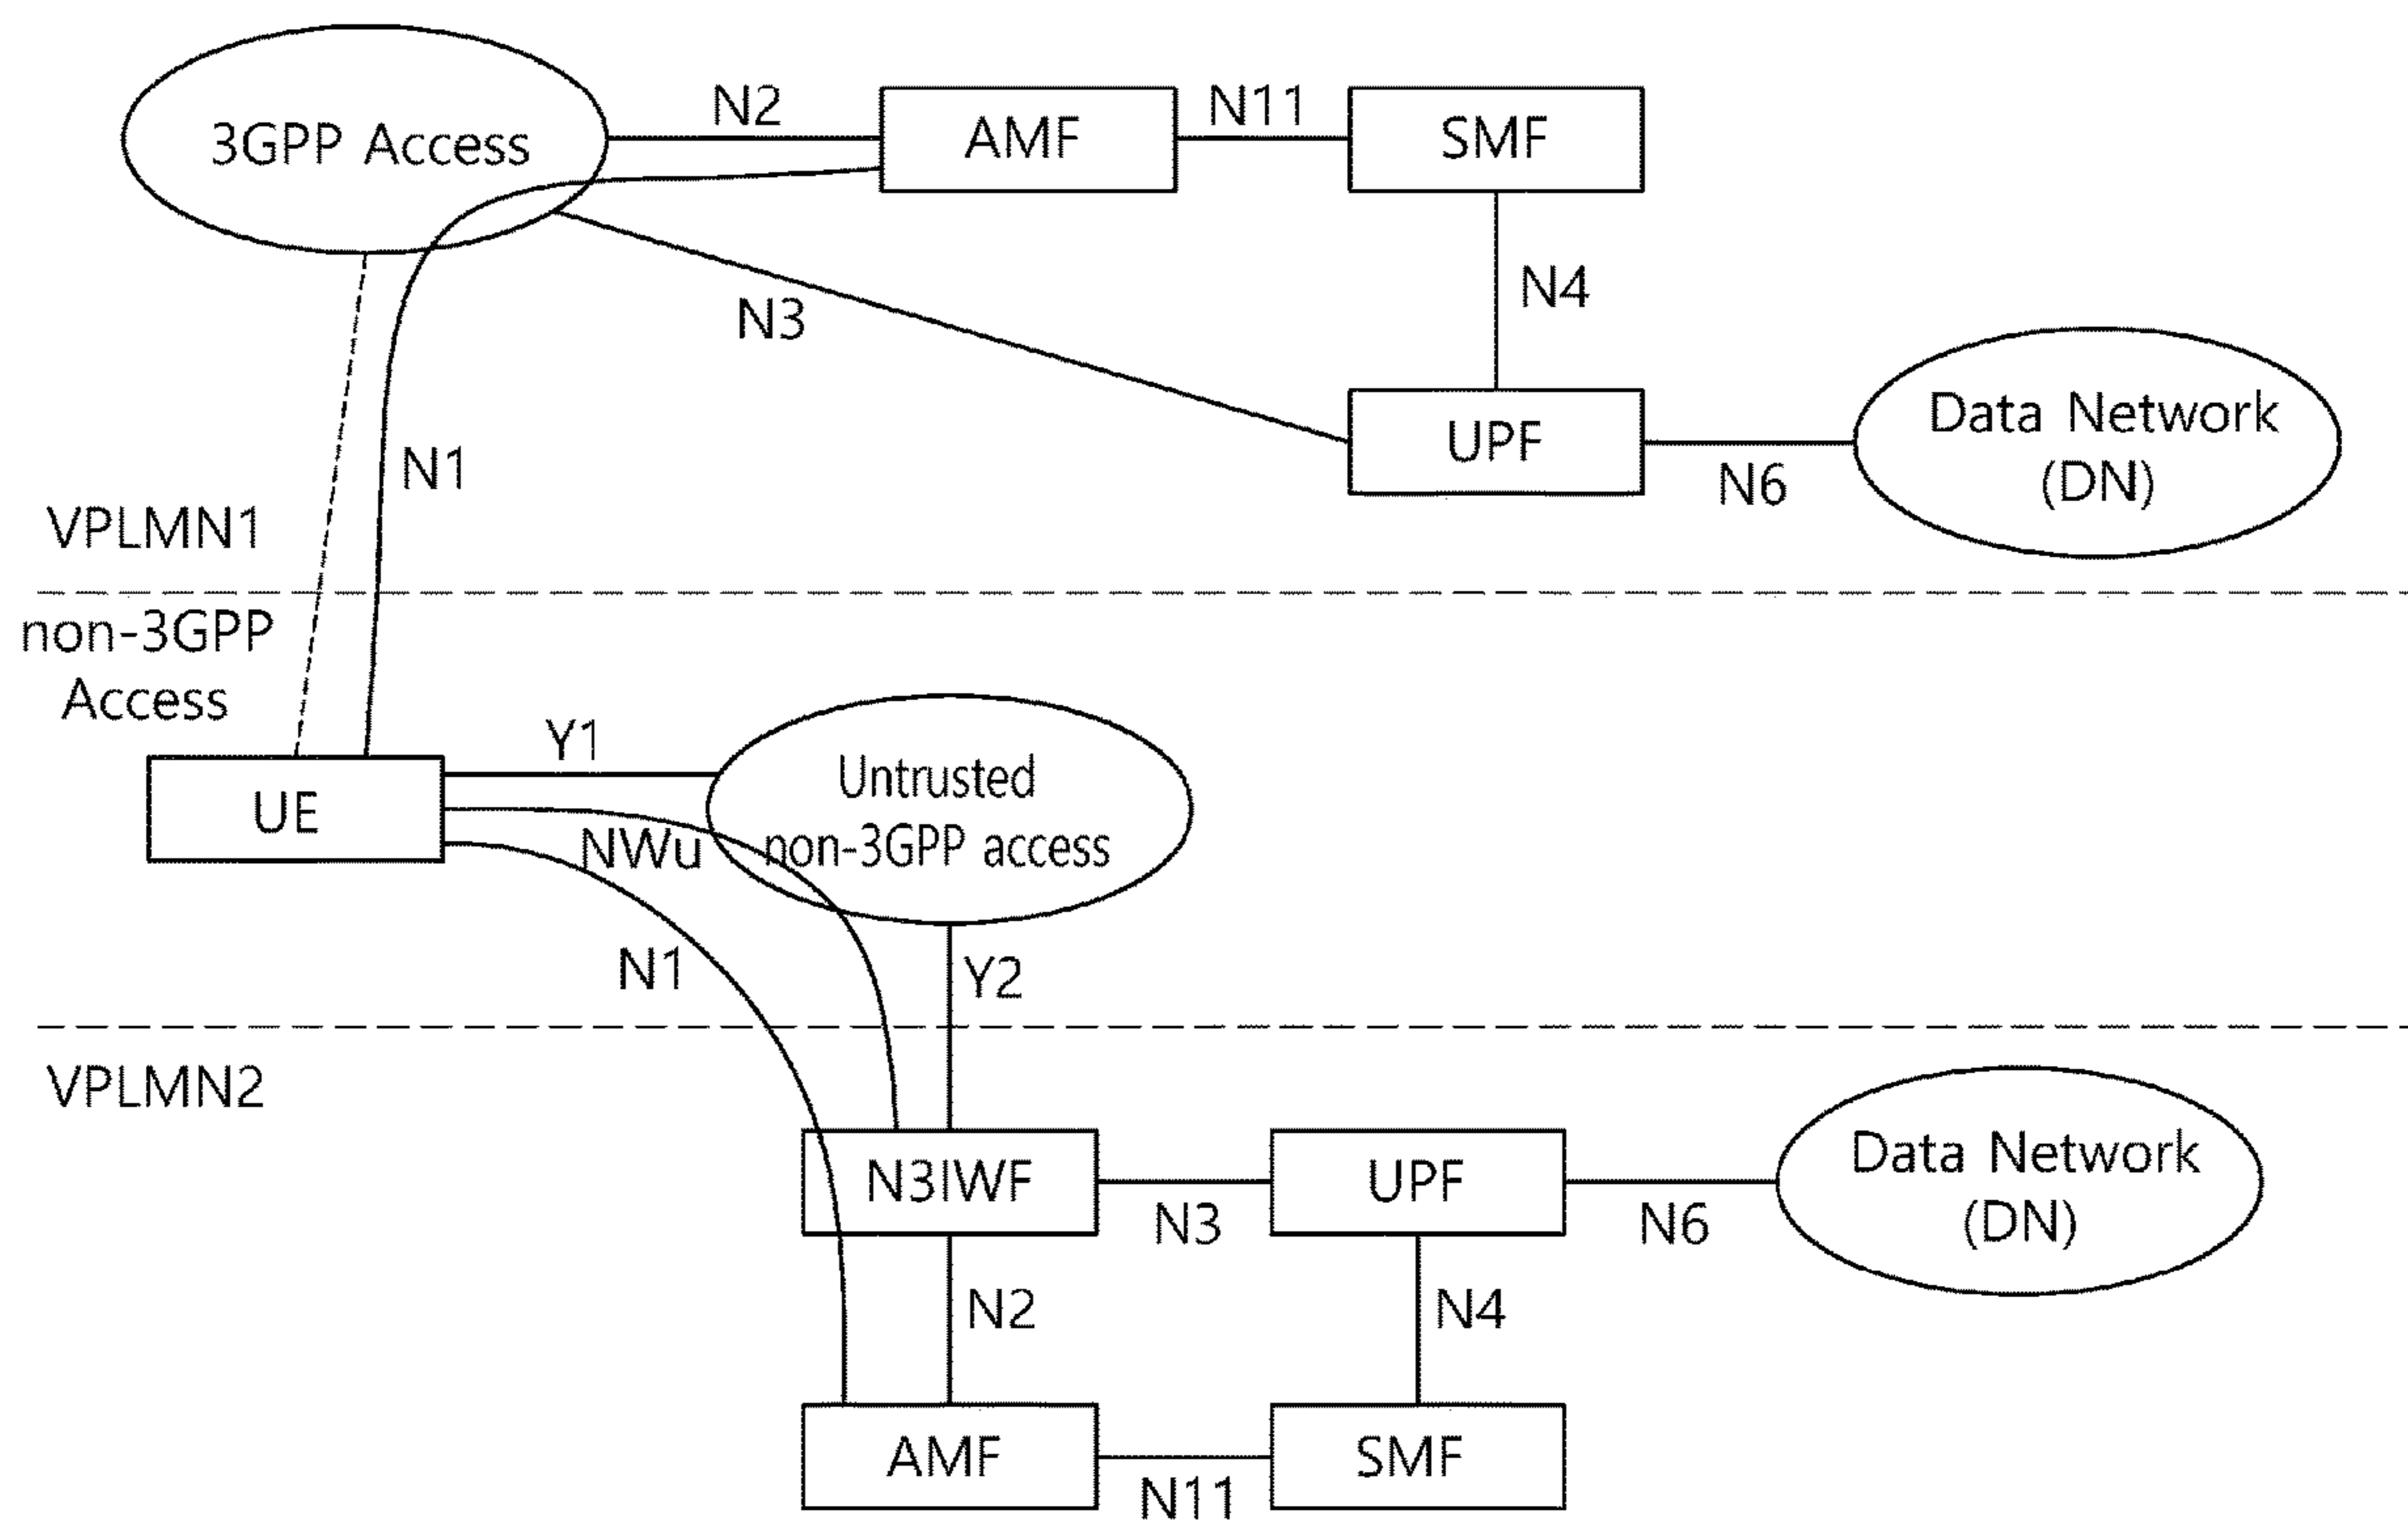 3GPP Access
N2
AMF
N11
SMF
N3
N4
N1
UPF
N6
Data Network
(DN)
VPLMN1
non-3GPP
Access
UE
Y1
NWu
Untrusted
non-3GPP access
N1
Y2
VPLMN2
N3IWF
N3
UPF
N6
Data Network
(DN)
N2
N4
AMF
N11
SMF